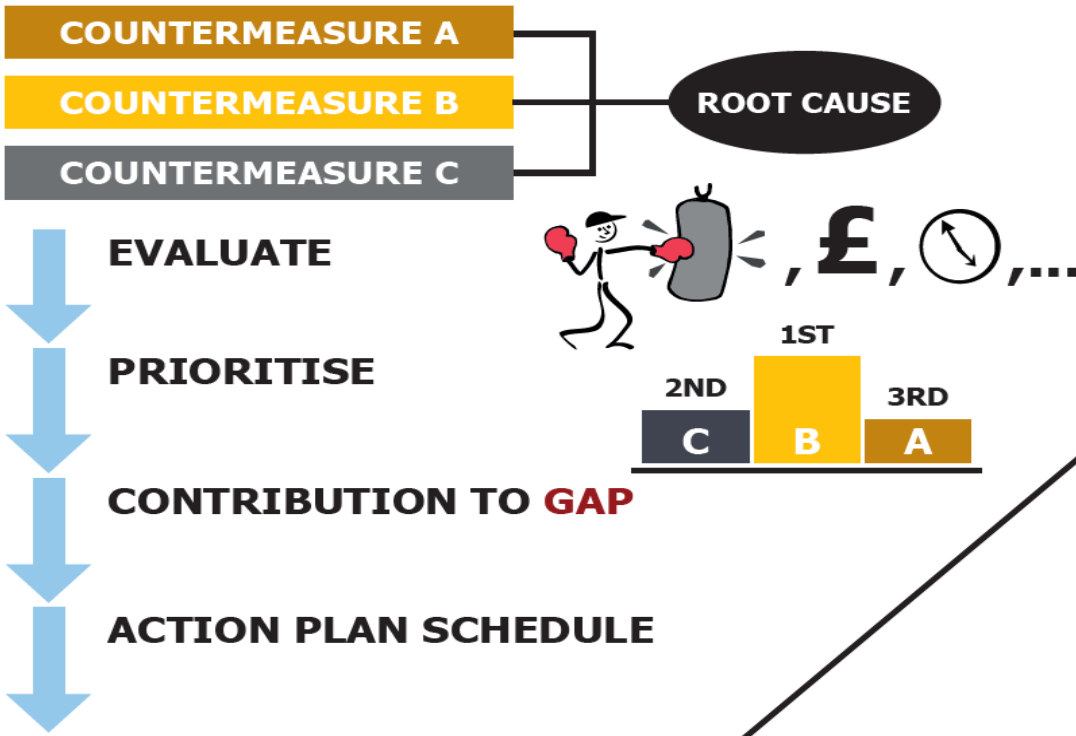 COUNTERMEASURE A
COUNTERMEASURE B
ROOT CAUSE
COUNTERMEASURE C
EVALUATE
, £, ,...
1ST
PRIORITISE
2ND
3RD
C B A
CONTRIBUTION TO GAP
ACTION PLAN SCHEDULE